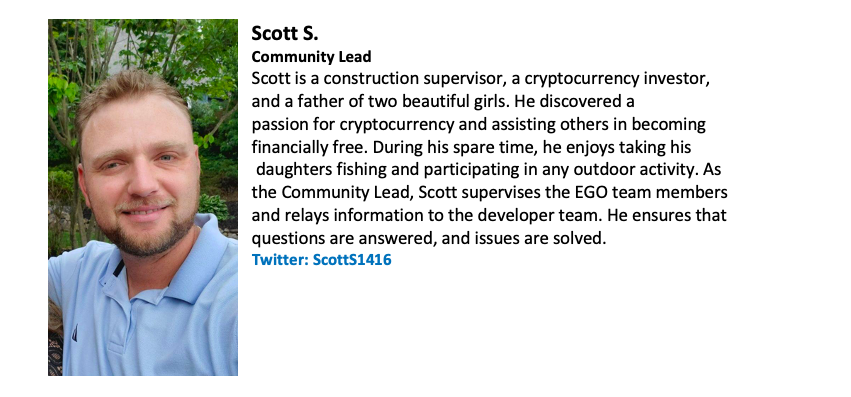 Scott S.
Community Lead
Scott is a construction supervisor, a cryptocurrency investor,
and a father of two beautiful girls. He discovered a
passion for cryptocurrency and assisting others in becoming
financially free. During his spare time, he enjoys taking his
daughters fishing and participating in any outdoor activity. As
the Community Lead, Scott supervises the EGO team members
and relays information to the developer team. He ensures that
questions are answered, and issues are solved.
Twitter: ScottS1416